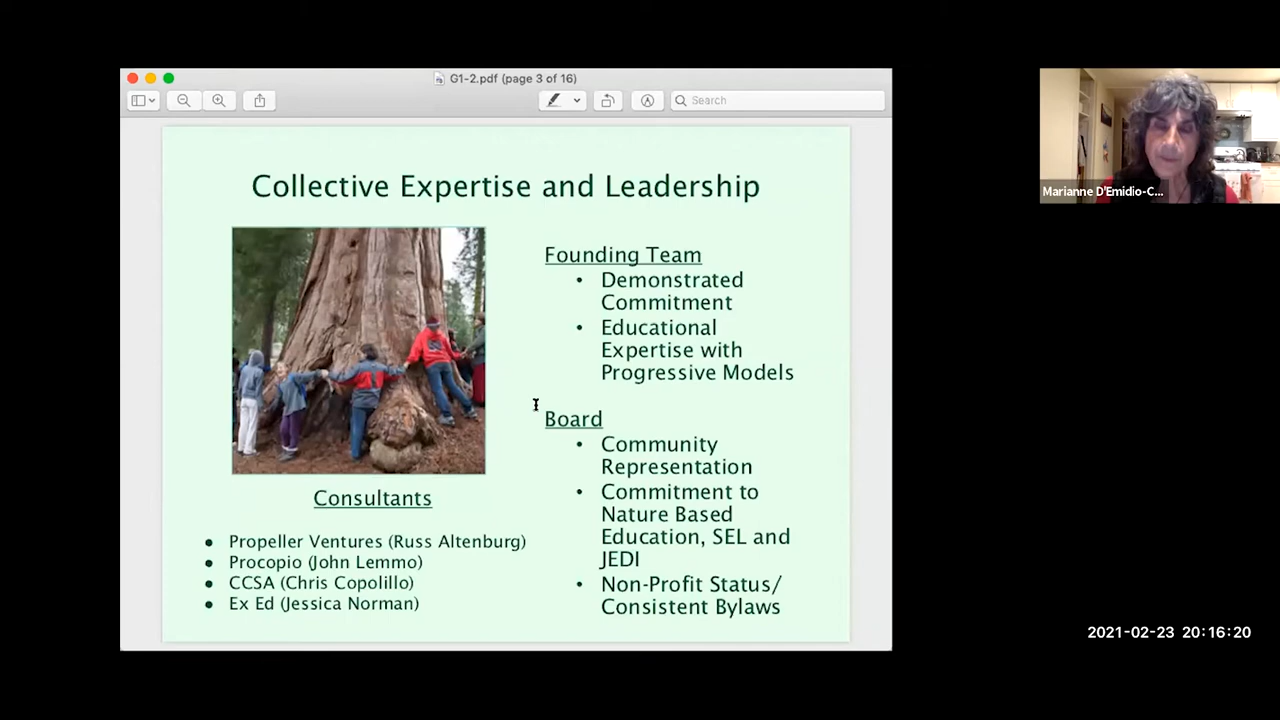 G1-2.pdf (page 3 of 16)
Search
Collective Expertise and Leadership
Founding Team
• Demonstrated
Commitment
• Educational
Expertise with
Progressive Models
Board
• Community
Representation
• Commitment to
Nature Based
Education, SEL and
JEDI
• Non-Profit Status/
Consistent Bylaws
Consultants
● Propeller Ventures (Russ Altenburg)
● Procopio (John Lemmo)
● CCSA (Chris Copolillo)
● Ex Ed (Jessica Norman)
Marianne D'Emidio-C...
2021-02-23 20:16:20